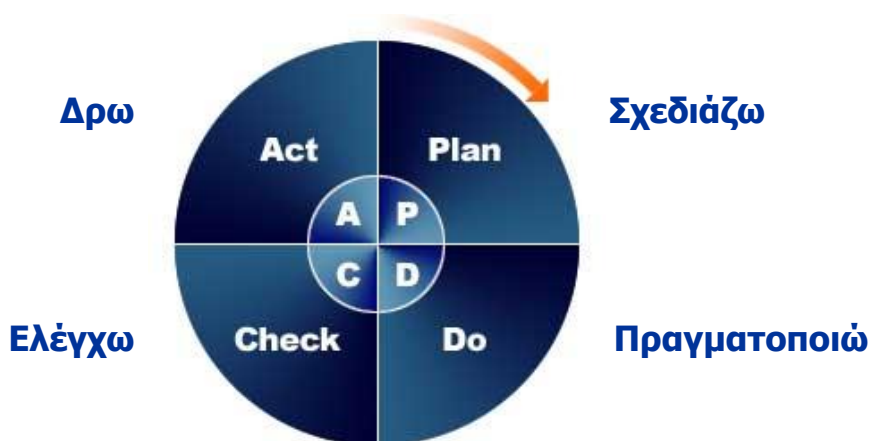 Δρω
Σχεδιάζω
Act
Plan
A
P
C
D
Ελέγχω
Check
Do
Πραγματοποιώ